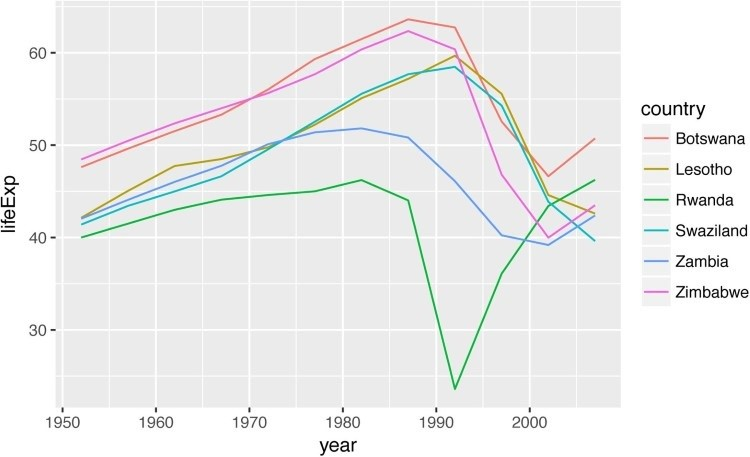 60
50
40
30
lifeExp
1950 1960 1970 1980 1990 2000
year
country
Botswana
Lesotho
Rwanda
Swaziland
Zambia
Zimbabwe